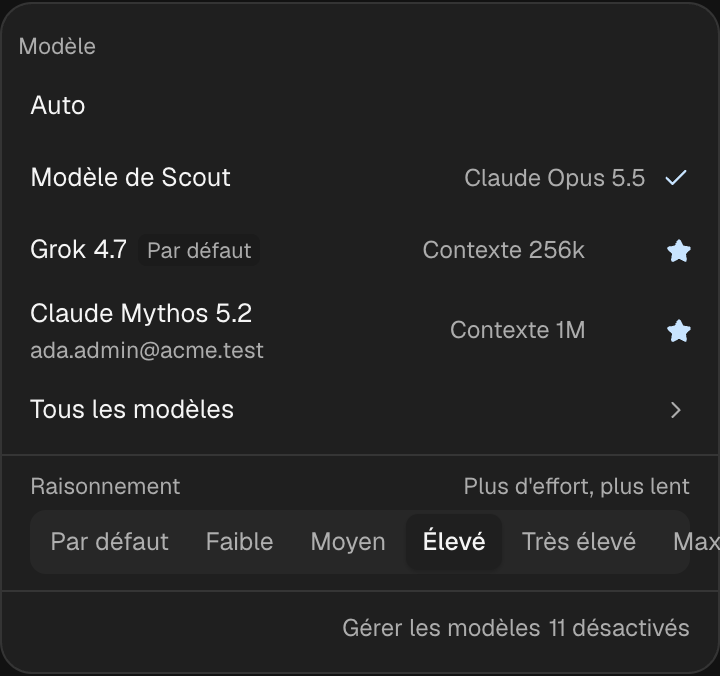 Modèle
Auto
Modèle de Scout Claude Opus 5.5
Grok 4.7 Par défaut Contexte 256k
Claude Mythos 5.2
ada.admin@acme.test Contexte 1M
Tous les modèles
Raisonnement Plus d'effort, plus lent
Par défaut Faible Moyen Élevé Très élevé Max
Gérer les modèles 11 désactivés